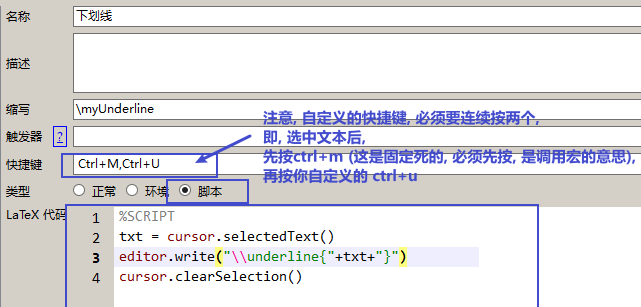 名称 下划线
描述
缩写 \myUnderline
注意, 自定义的快捷键, 必须要连续按两个,
即, 选中文本后,
触发器 ?
先按ctrl+m (这是固定死的, 必须先按, 是调用宏的意思),
快捷键 Ctrl+M,Ctrl+U
再按你自定义的 ctrl+u
类型 正常 环境 脚本
LaTeX 代码
1 %SCRIPT
2 txt = cursor.selectedText()
3 editor.write("\\underline{"+txt+"}")
4 cursor.clearSelection()